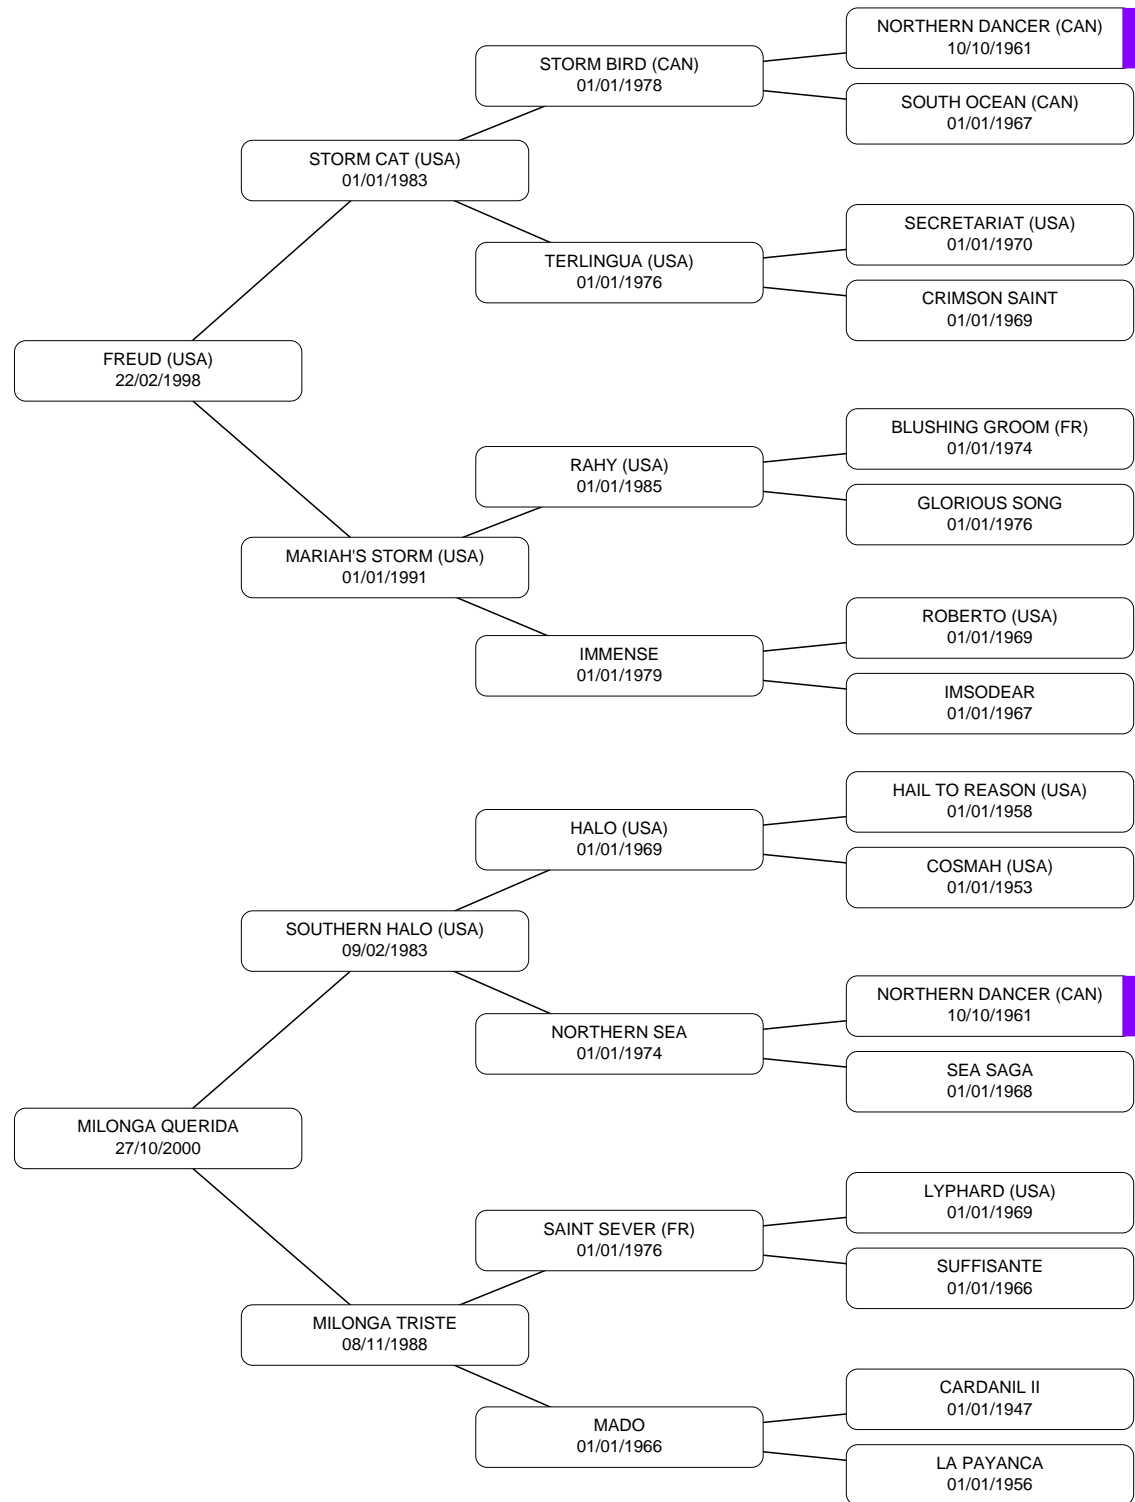 NORTHERN DANCER (CAN)
10/10/1961
STORM BIRD (CAN)
01/01/1978
SOUTH OCEAN (CAN)
01/01/1967
STORM CAT (USA)
01/01/1983
SECRETARIAT (USA)
01/01/1970
TERLINGUA (USA)
01/01/1976
CRIMSON SAINT
01/01/1969
FREUD (USA)
22/02/1998
BLUSHING GROOM (FR)
01/01/1974
RAHY (USA)
01/01/1985
GLORIOUS SONG
01/01/1976
MARIAH'S STORM (USA)
01/01/1991
ROBERTO (USA)
01/01/1969
IMMENSE
01/01/1979
IMSODEAR
01/01/1967
HAIL TO REASON (USA)
01/01/1958
HALO (USA)
01/01/1969
COSMAH (USA)
01/01/1953
SOUTHERN HALO (USA)
09/02/1983
NORTHERN DANCER (CAN)
10/10/1961
NORTHERN SEA
01/01/1974
SEA SAGA
01/01/1968
MILONGA QUERIDA
27/10/2000
LYPHARD (USA)
01/01/1969
SAINT SEVER (FR)
01/01/1976
SUFFISANTE
01/01/1966
MILONGA TRISTE
08/11/1988
CARDANIL II
01/01/1947
MADO
01/01/1966
LA PAYANCA
01/01/1956